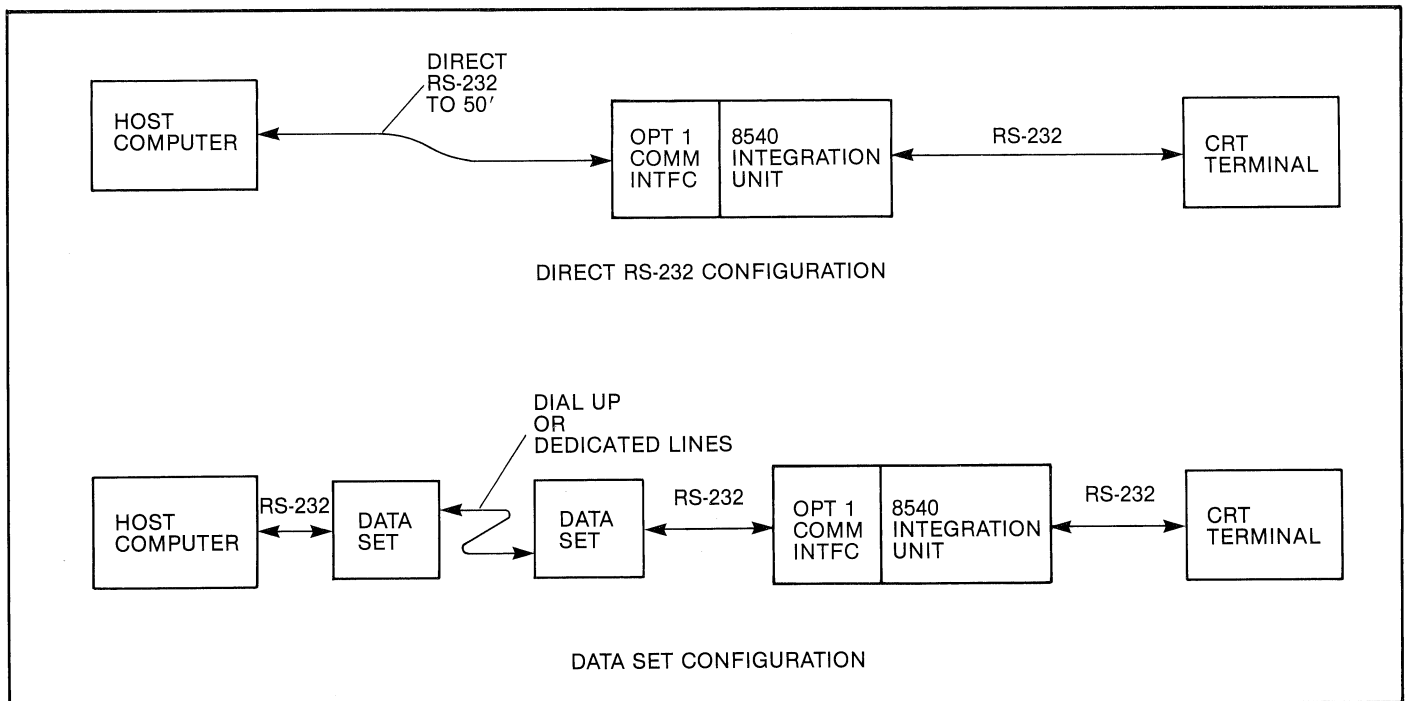 DIRECT
RS-232
TO 50'
HOST
COMPUTER
OPT 1
COMM
INTFC
8540
INTEGRATION
UNIT
RS-232
CRT
TERMINAL
DIRECT RS-232 CONFIGURATION
DIAL UP
OR
DEDICATED LINES
HOST
COMPUTER
RS-232
DATA
SET
DATA
SET
RS-232
OPT 1
COMM
INTFC
8540
INTEGRATION
UNIT
RS-232
CRT
TERMINAL
DATA SET CONFIGURATION